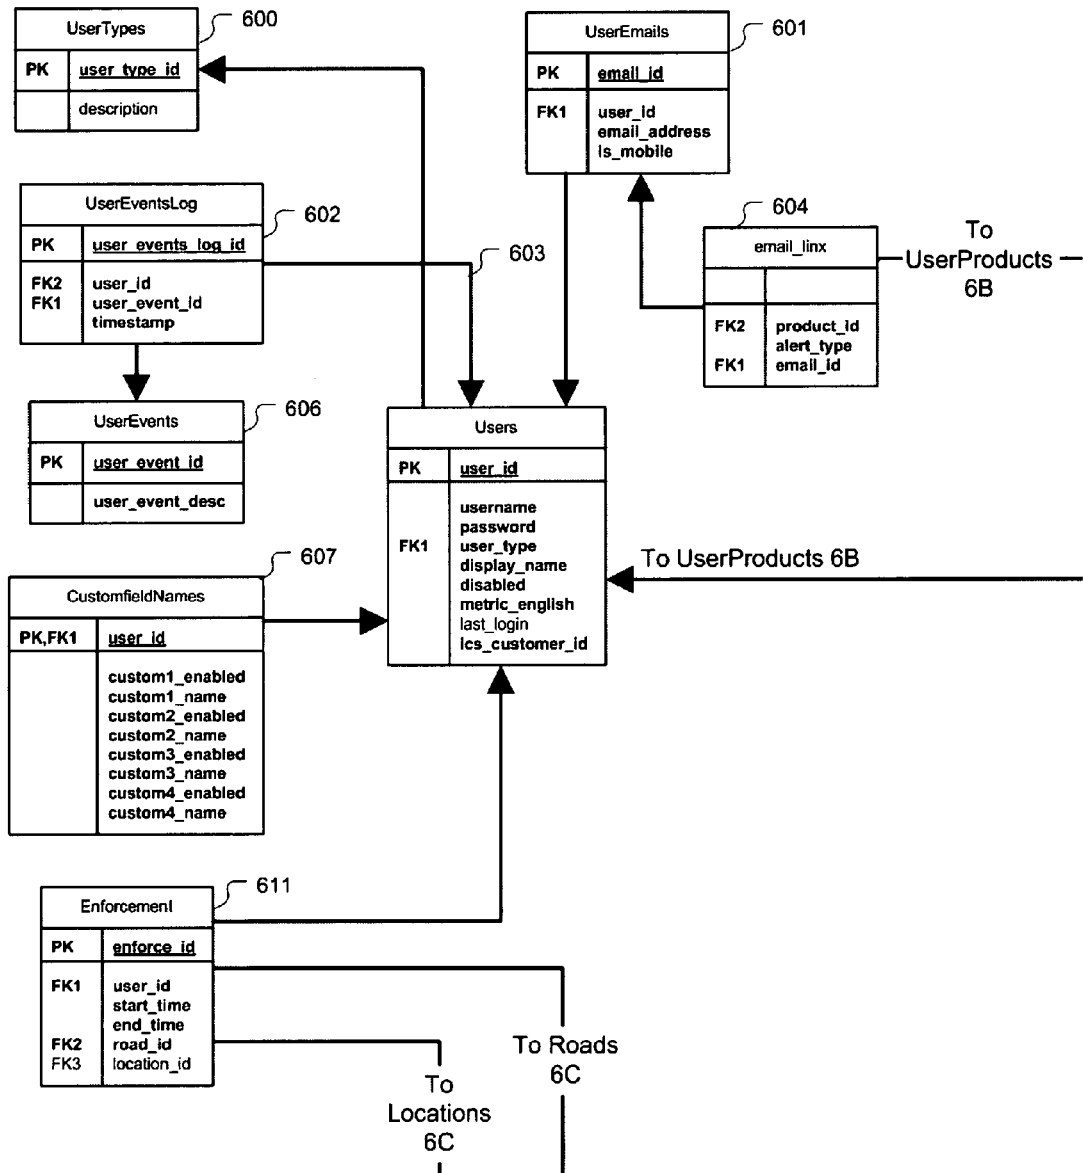 UserTypes
600
PK user_type_id
description
UserEmails
601
PK email_id
FK1 user_id
email_address
is_mobile
UserEventsLog
602
PK user_events_log_id
FK2 user_id
FK1 user_event_id
timestamp
603
604
email_linx
FK2 product_id
alert_type
FK1 email_id
To
UserProducts
6B
UserEvents
606
PK user_event_id
user_event_desc
Users
PK user_id
username
password
FK1 user_type
display_name
disabled
metric_english
last_login
ics_customer_id
To UserProducts 6B
CustomfieldNames
607
PK,FK1 user_id
custom1_enabled
custom1_name
custom2_enabled
custom2_name
custom3_enabled
custom3_name
custom4_enabled
custom4_name
Enforcement
611
PK enforce_id
FK1 user_id
start_time
end_time
FK2 road_id
FK3 location_id
To Roads
6C
To
Locations
6C